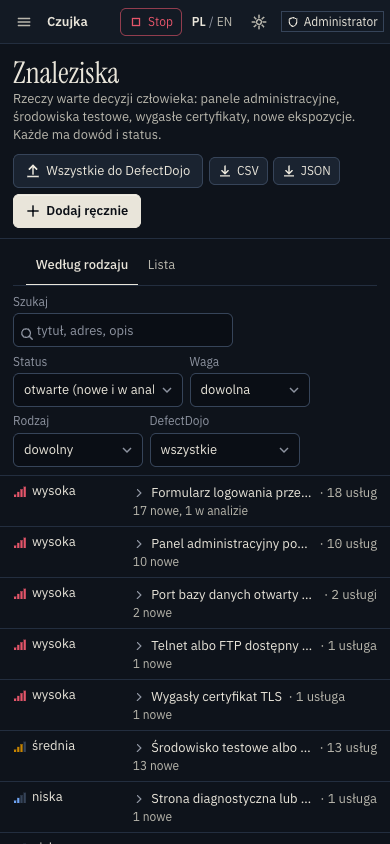 Czujka
Stop
PL / EN
Administrator
Znaleziska
Rzeczy warte decyzji człowieka: panele administracyjne,
środowiska testowe, wygasłe certyfikaty, nowe ekspozycje.
Każde ma dowód i status.
Wszystkie do DefectDojo
CSV
JSON
Dodaj ręcznie
Według rodzaju
Lista
Szukaj
tytuł, adres, opis
Status
Waga
otwarte (nowe i w anal
dowolna
Rodzaj
DefectDojo
dowolny
wszystkie
wysoka
Formularz logowania prze... · 18 usług
17 nowe, 1 w analizie
wysoka
Panel administracyjny po... · 10 usług
10 nowe
wysoka
Port bazy danych otwarty ... · 2 usługi
2 nowe
wysoka
Telnet albo FTP dostępny ... · 1 usługa
1 nowe
wysoka
Wygasły certyfikat TLS · 1 usługa
1 nowe
średnia
Środowisko testowe albo ... · 13 usług
13 nowe
niska
Strona diagnostyczna lub ... · 1 usługa
1 nowe